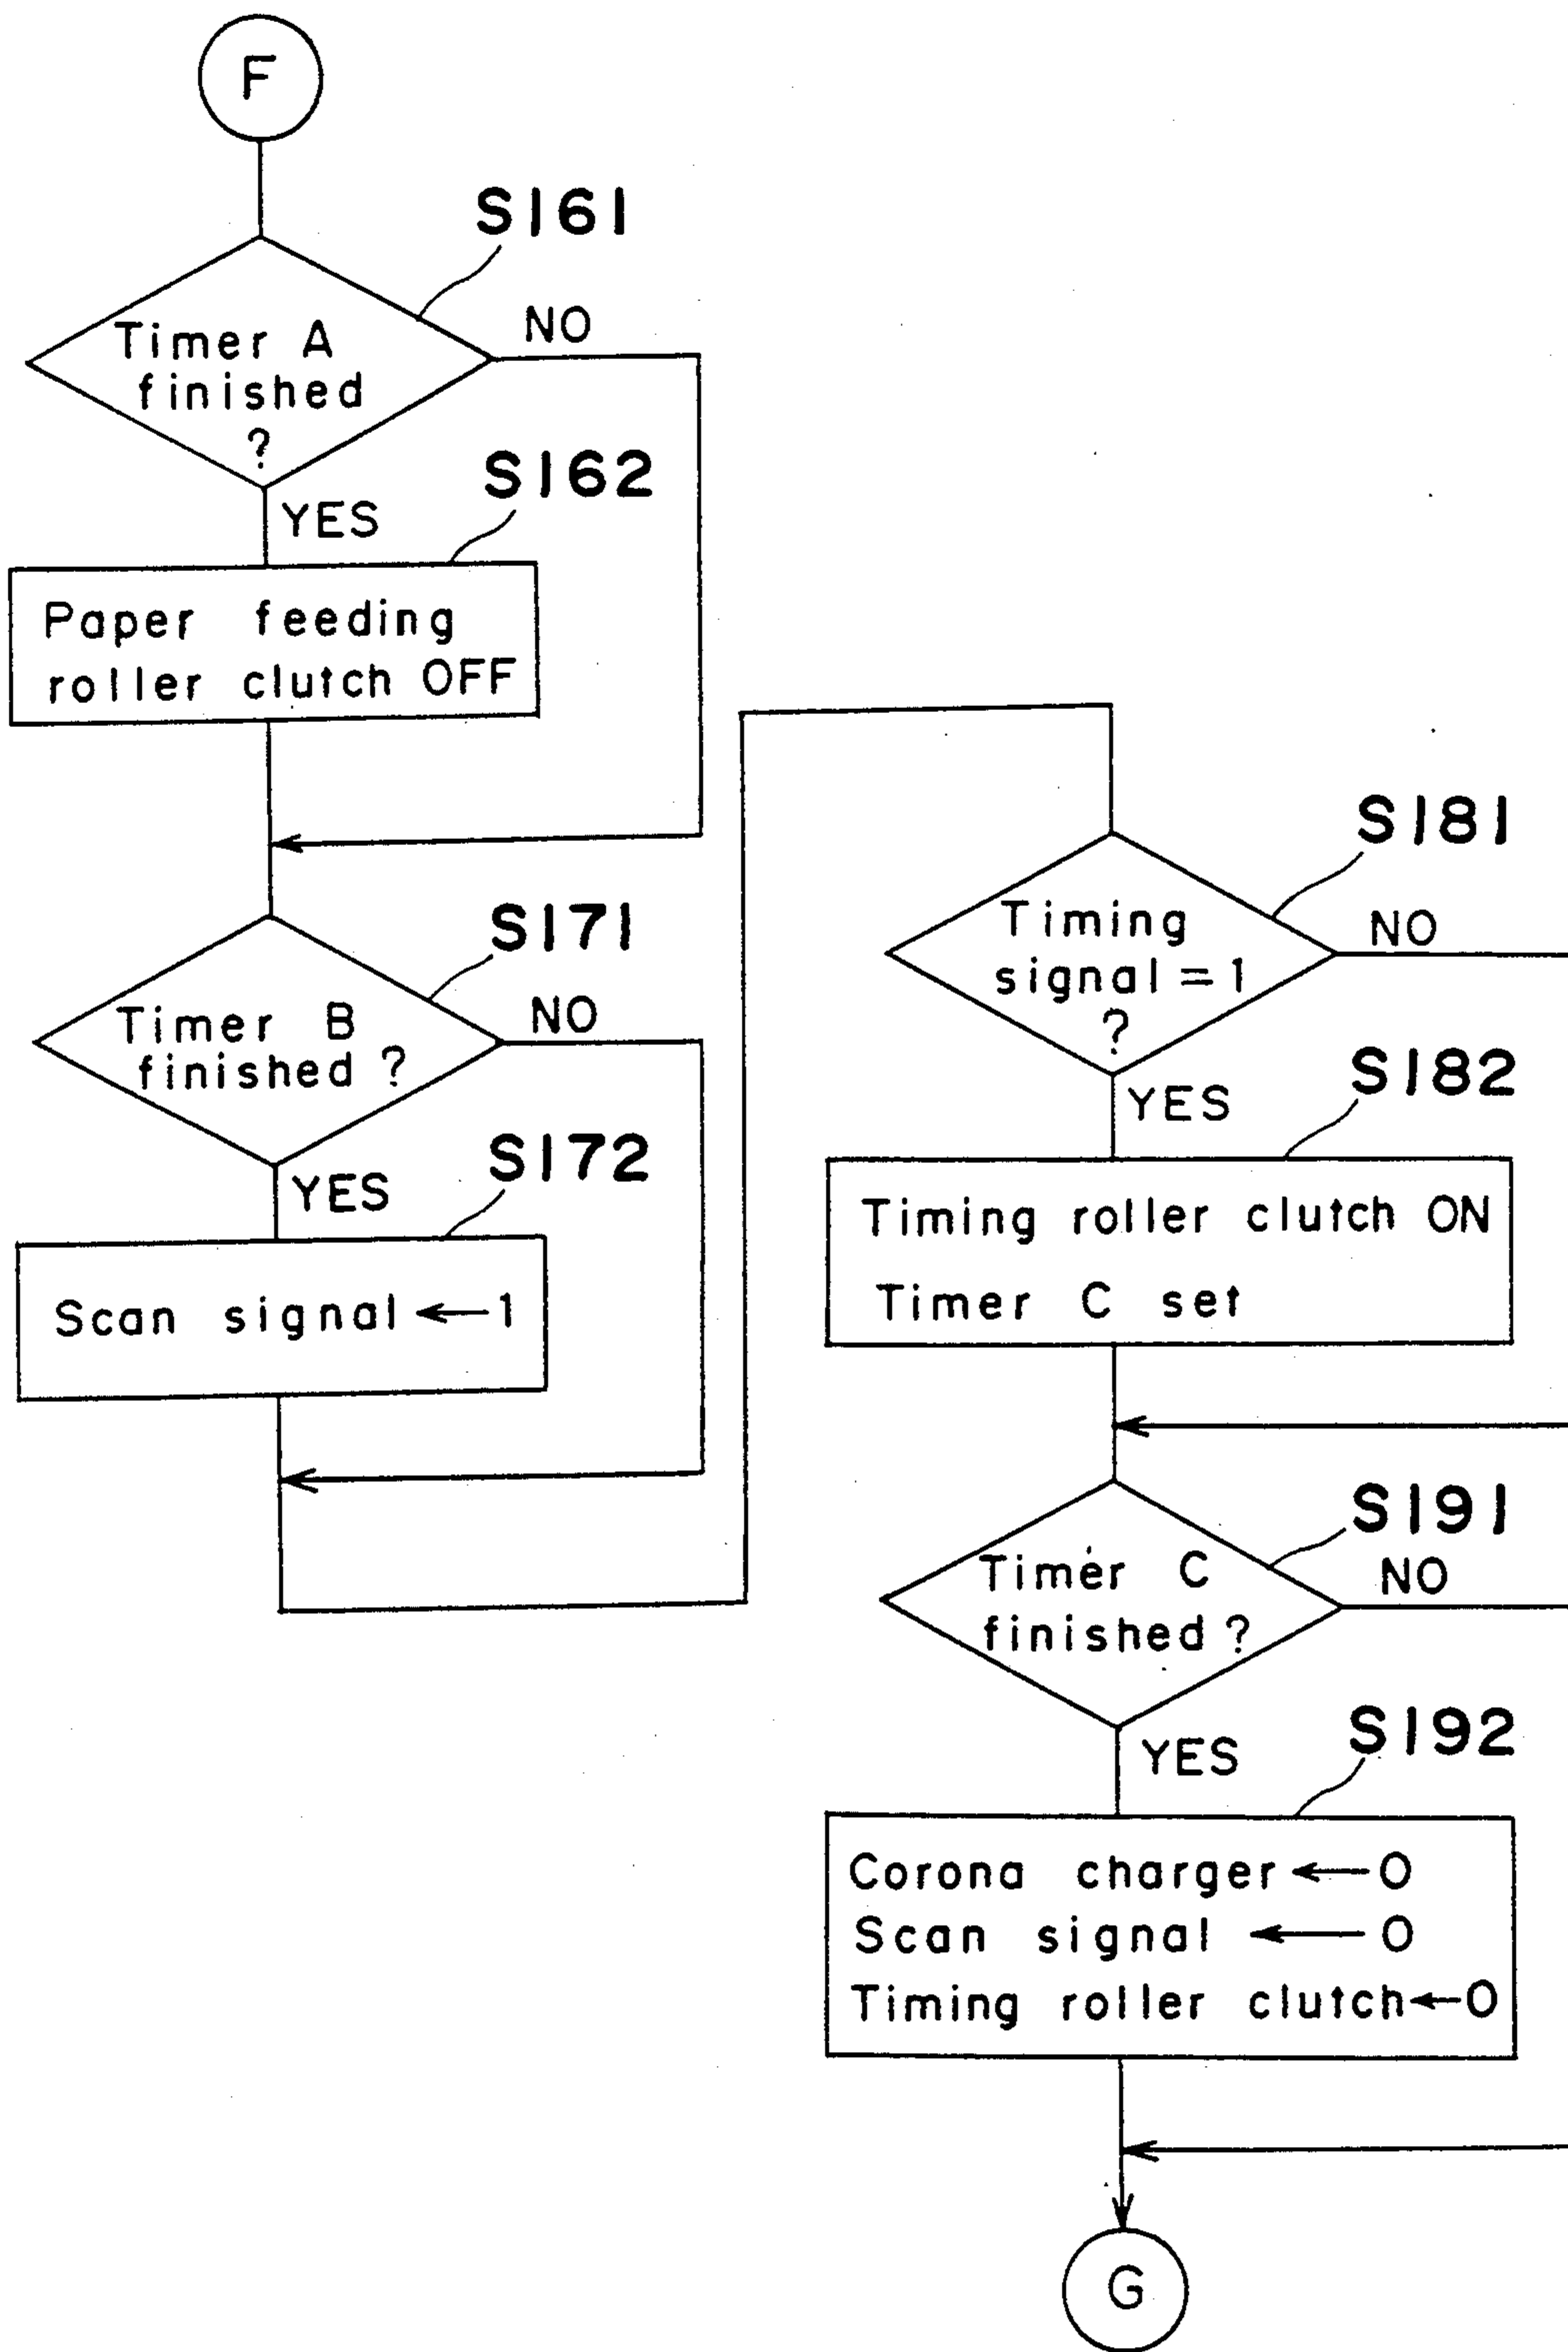 F
S161
Timer A
finished
?
NO
YES
S162
Paper feeding
roller clutch OFF
S171
Timer B
finished ?
NO
YES
S172
Scan signal ← 1
S181
Timing
signal = 1
?
NO
YES
S182
Timing roller clutch ON
Timer C set
S191
Timer C
finished ?
NO
YES
S192
Corona charger ← 0
Scan signal ← 0
Timing roller clutch ← 0
G